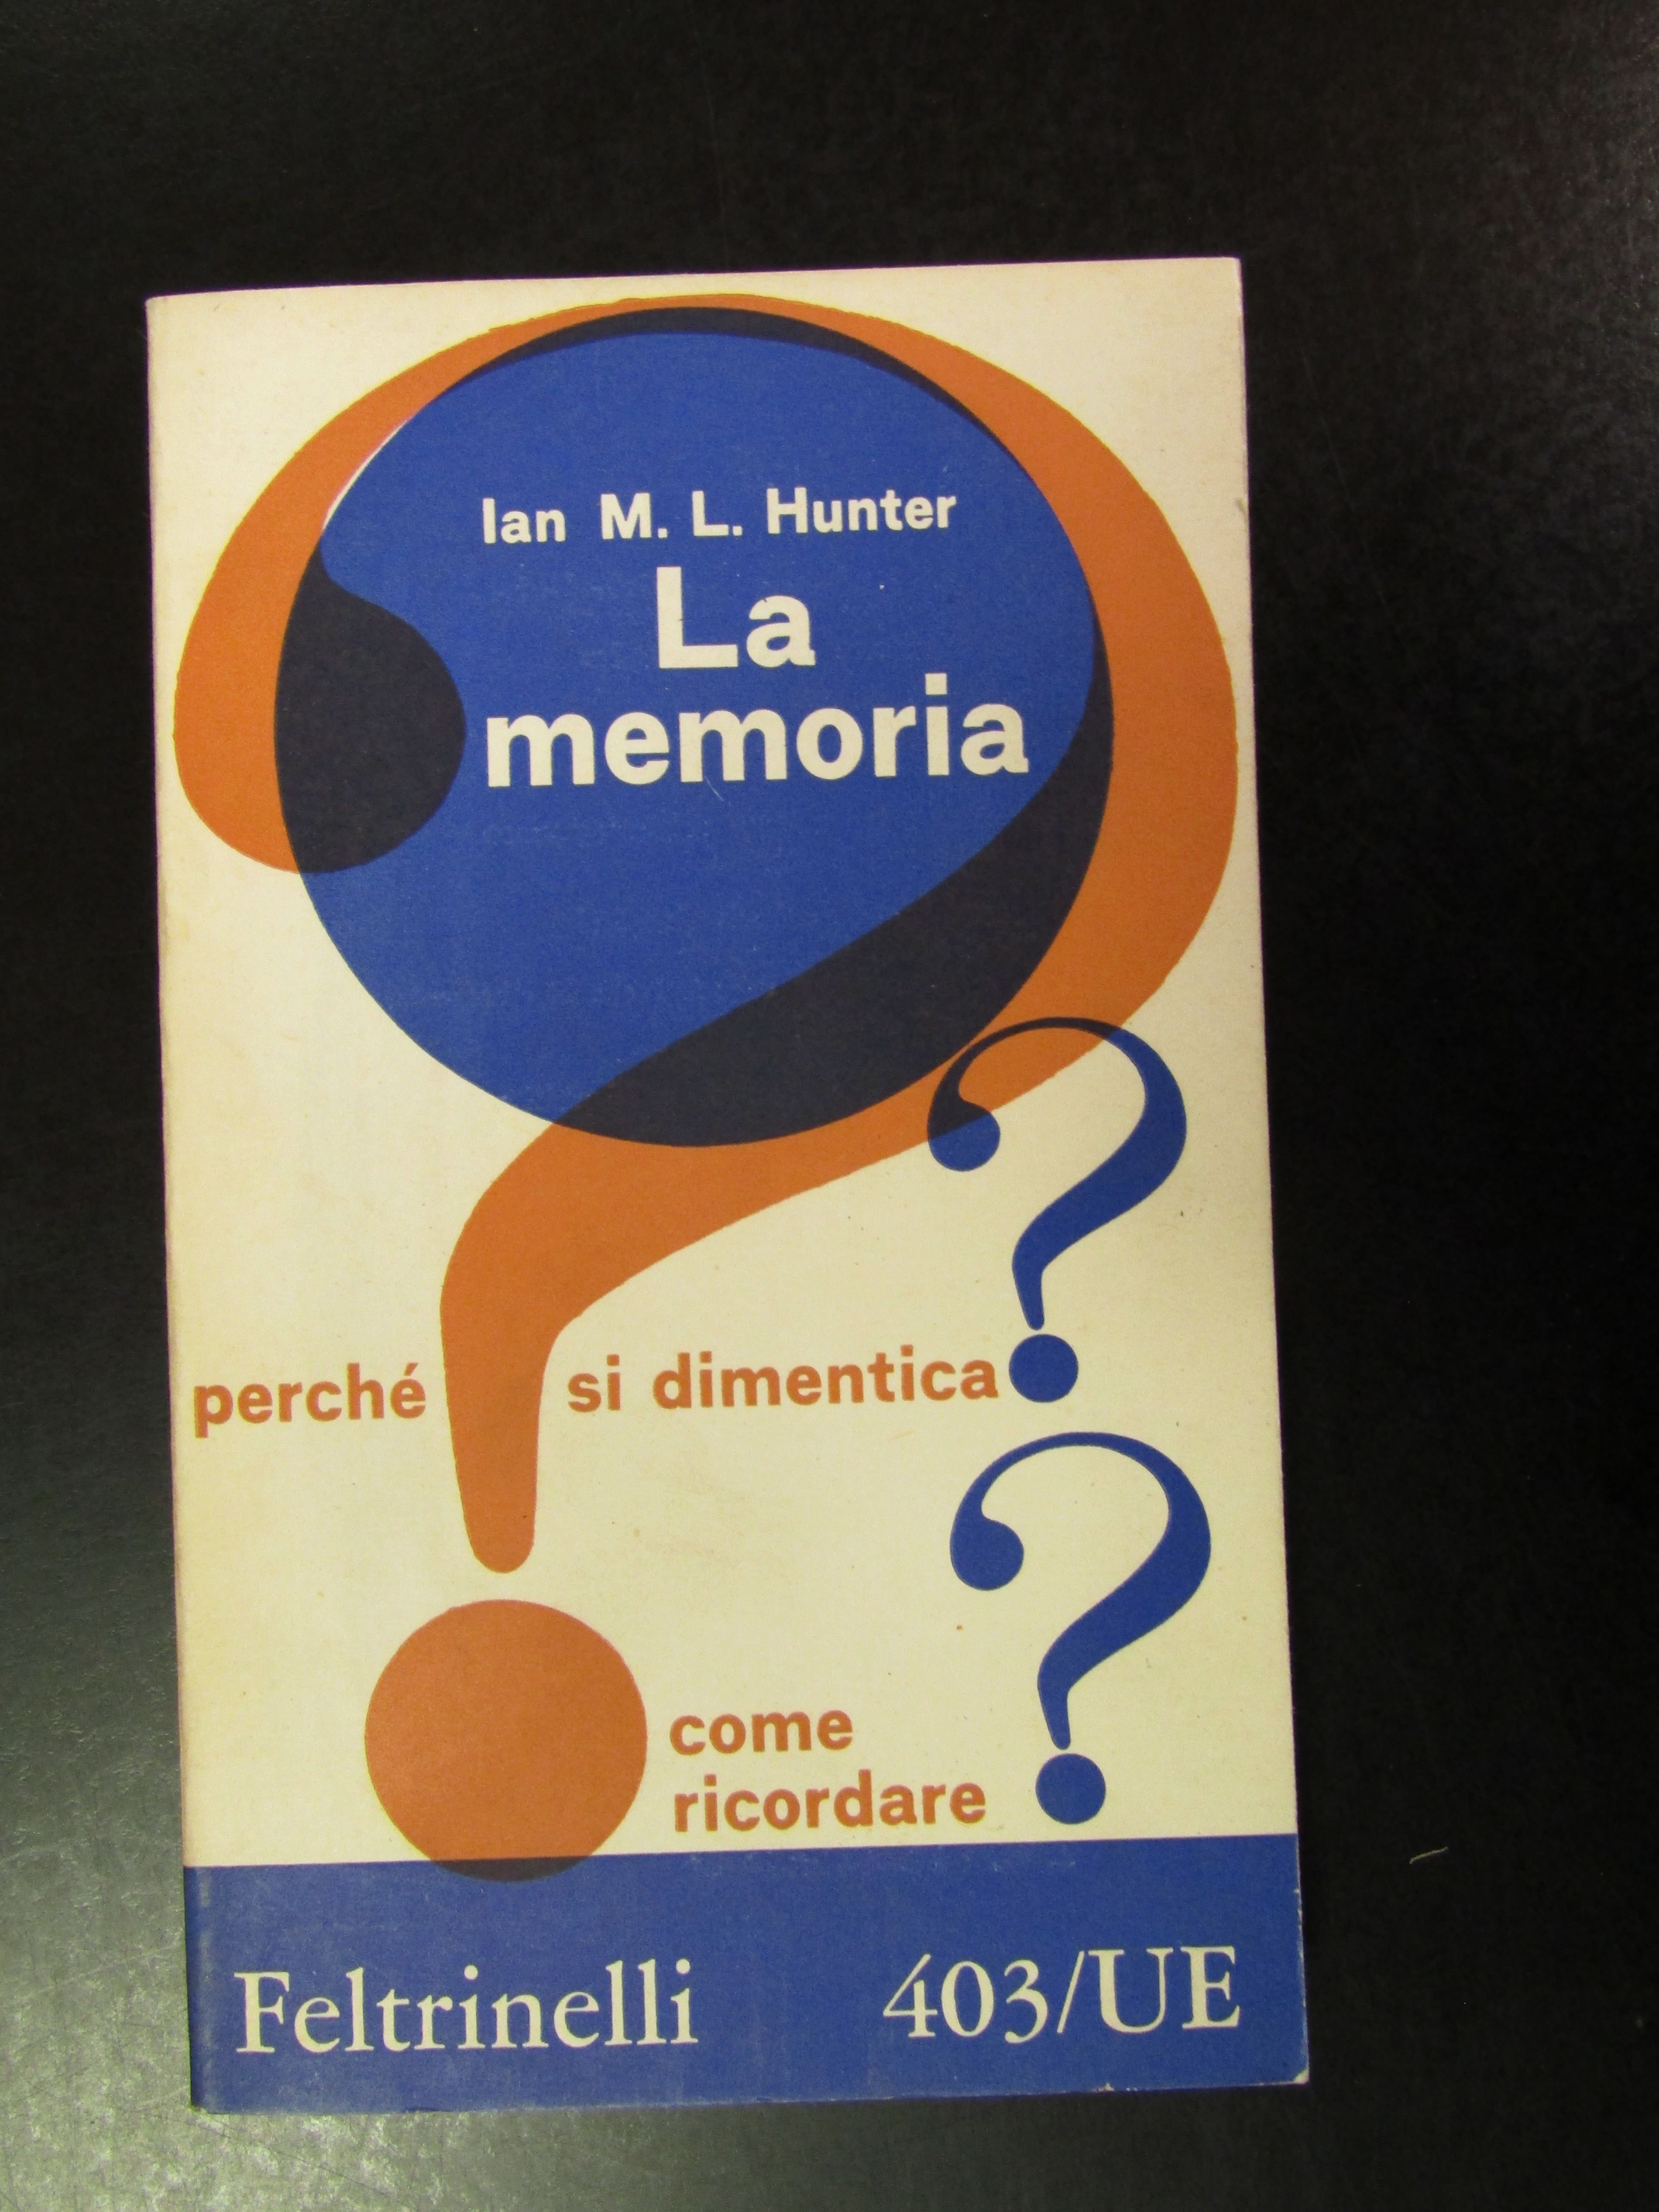 Ian M. L. Hunter
La
memoria
perché si dimentica?
come
ricordare?
Feltrinelli 403/UE